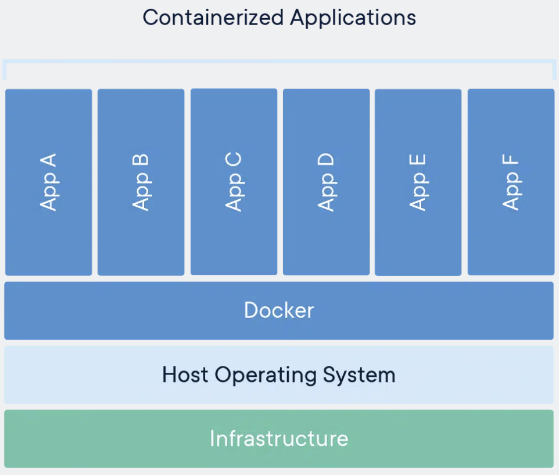 Containerized Applications
App A
App B
App C
App D
App E
App F
Docker
Host Operating System
Infrastructure